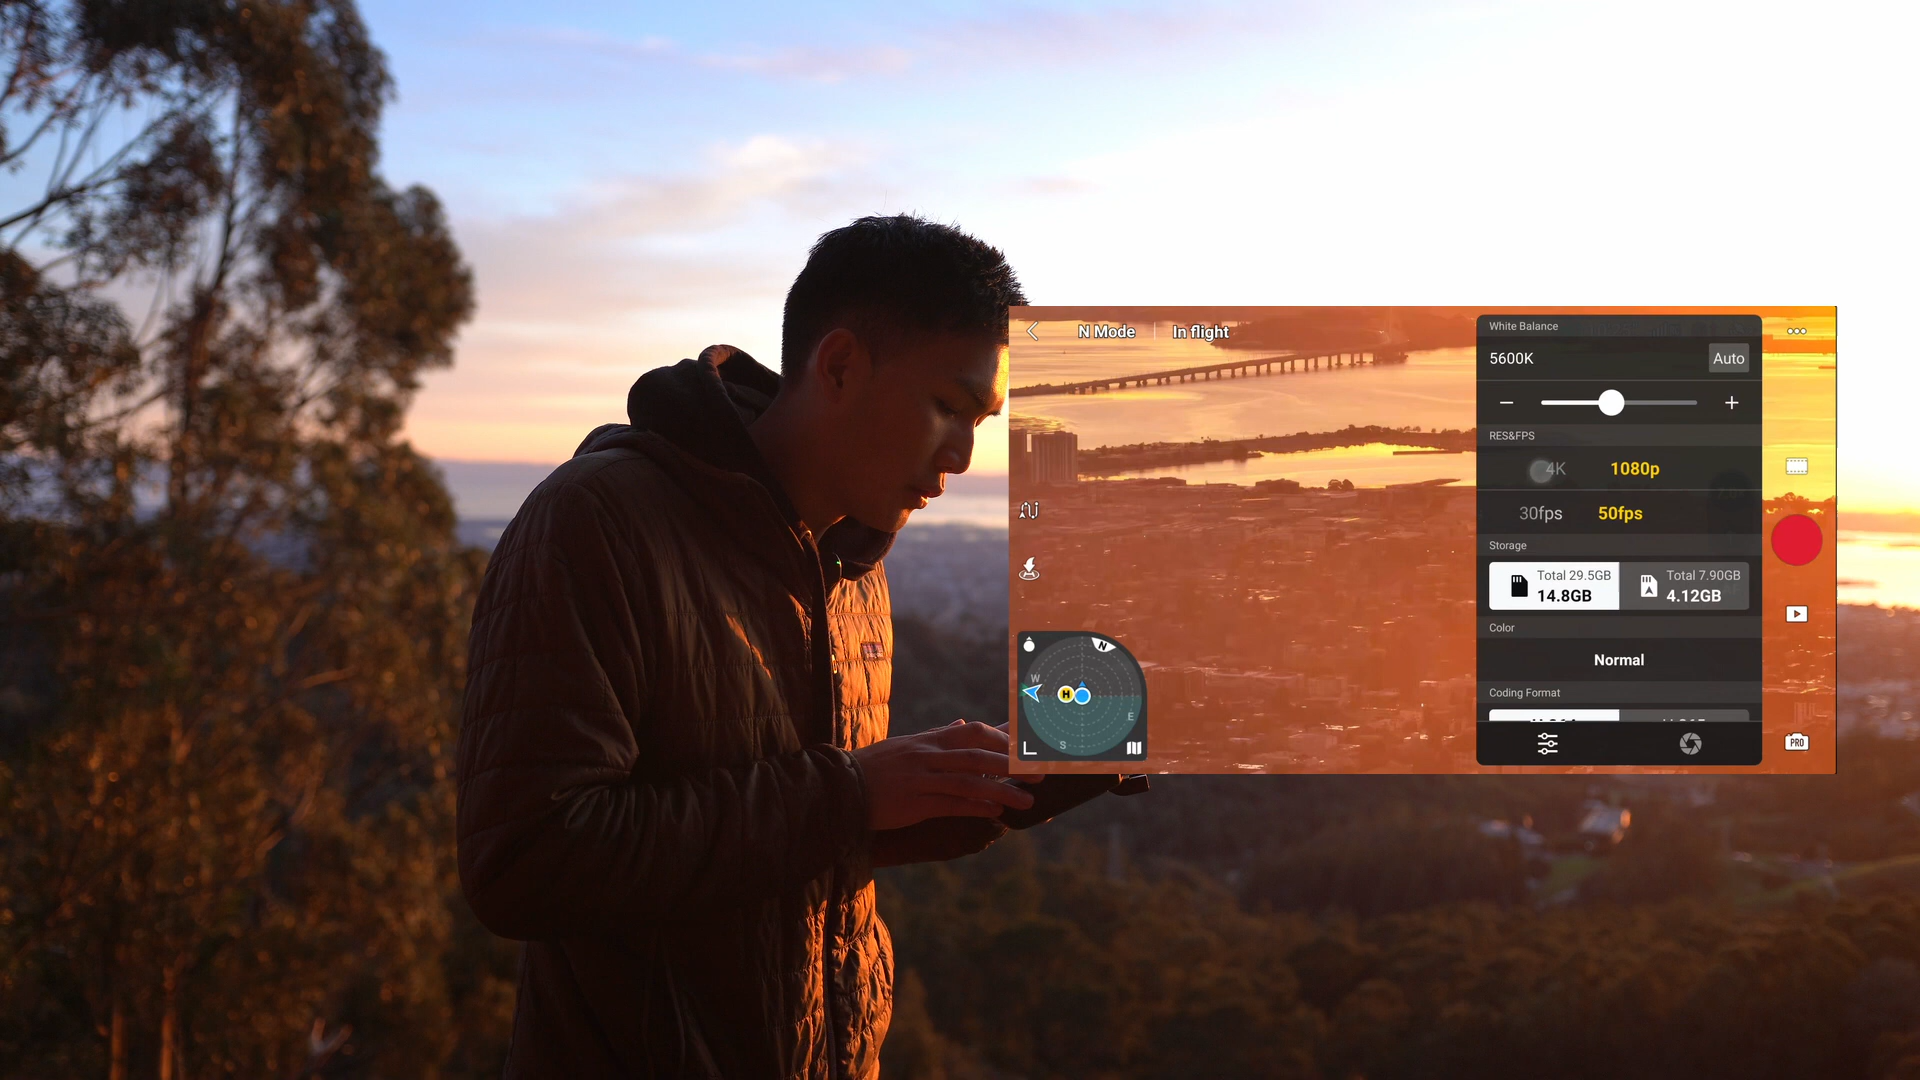 N Mode
In flight
White Balance
5600K
Auto
RES&FPS
4K
1080p
30fps
50fps
Storage
Total 29.5GB
14.8GB
Total 7.90GB
4.12GB
Color
Normal
Coding Format
N
W
H
E
S
PRO